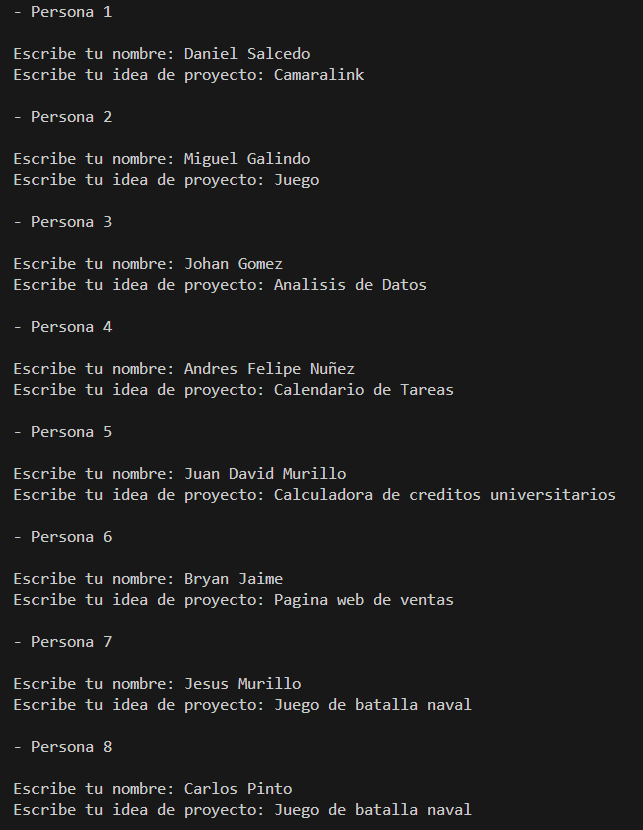 - Persona 1
Escribe tu nombre: Daniel Salcedo
Escribe tu idea de proyecto: Camaralink
- Persona 2
Escribe tu nombre: Miguel Galindo
Escribe tu idea de proyecto: Juego
- Persona 3
Escribe tu nombre: Johan Gomez
Escribe tu idea de proyecto: Analisis de Datos
- Persona 4
Escribe tu nombre: Andres Felipe Nuñez
Escribe tu idea de proyecto: Calendario de Tareas
- Persona 5
Escribe tu nombre: Juan David Murillo
Escribe tu idea de proyecto: Calculadora de creditos universitarios
- Persona 6
Escribe tu nombre: Bryan Jaime
Escribe tu idea de proyecto: Pagina web de ventas
- Persona 7
Escribe tu nombre: Jesus Murillo
Escribe tu idea de proyecto: Juego de batalla naval
- Persona 8
Escribe tu nombre: Carlos Pinto
Escribe tu idea de proyecto: Juego de batalla naval